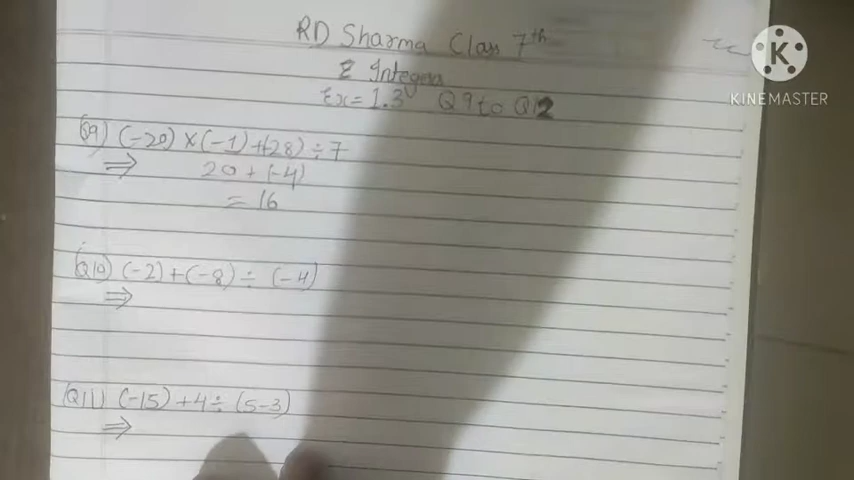 RD Sharma Class 7th
2 Integers
Ex = 1.3 Q9 to Q12
KINEMASTER
Q9) (-20) × (-1) + (-28) ÷ 7
⇒ 20 + (-4)
= 16
Q10) (-2) + (-8) ÷ (-4)
⇒
Q11) (-15) + 4 ÷ (5-3)
⇒